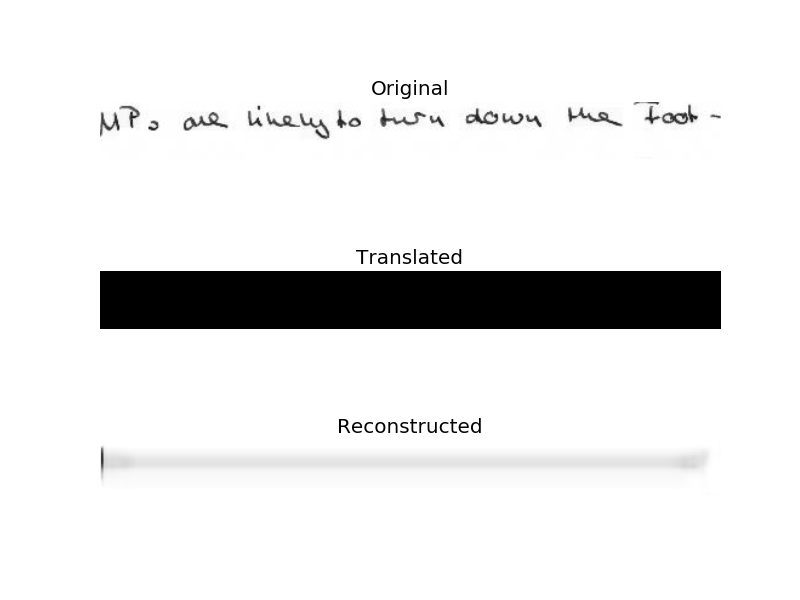 Original
MPs are likely to turn down the Foot-
Translated
Reconstructed